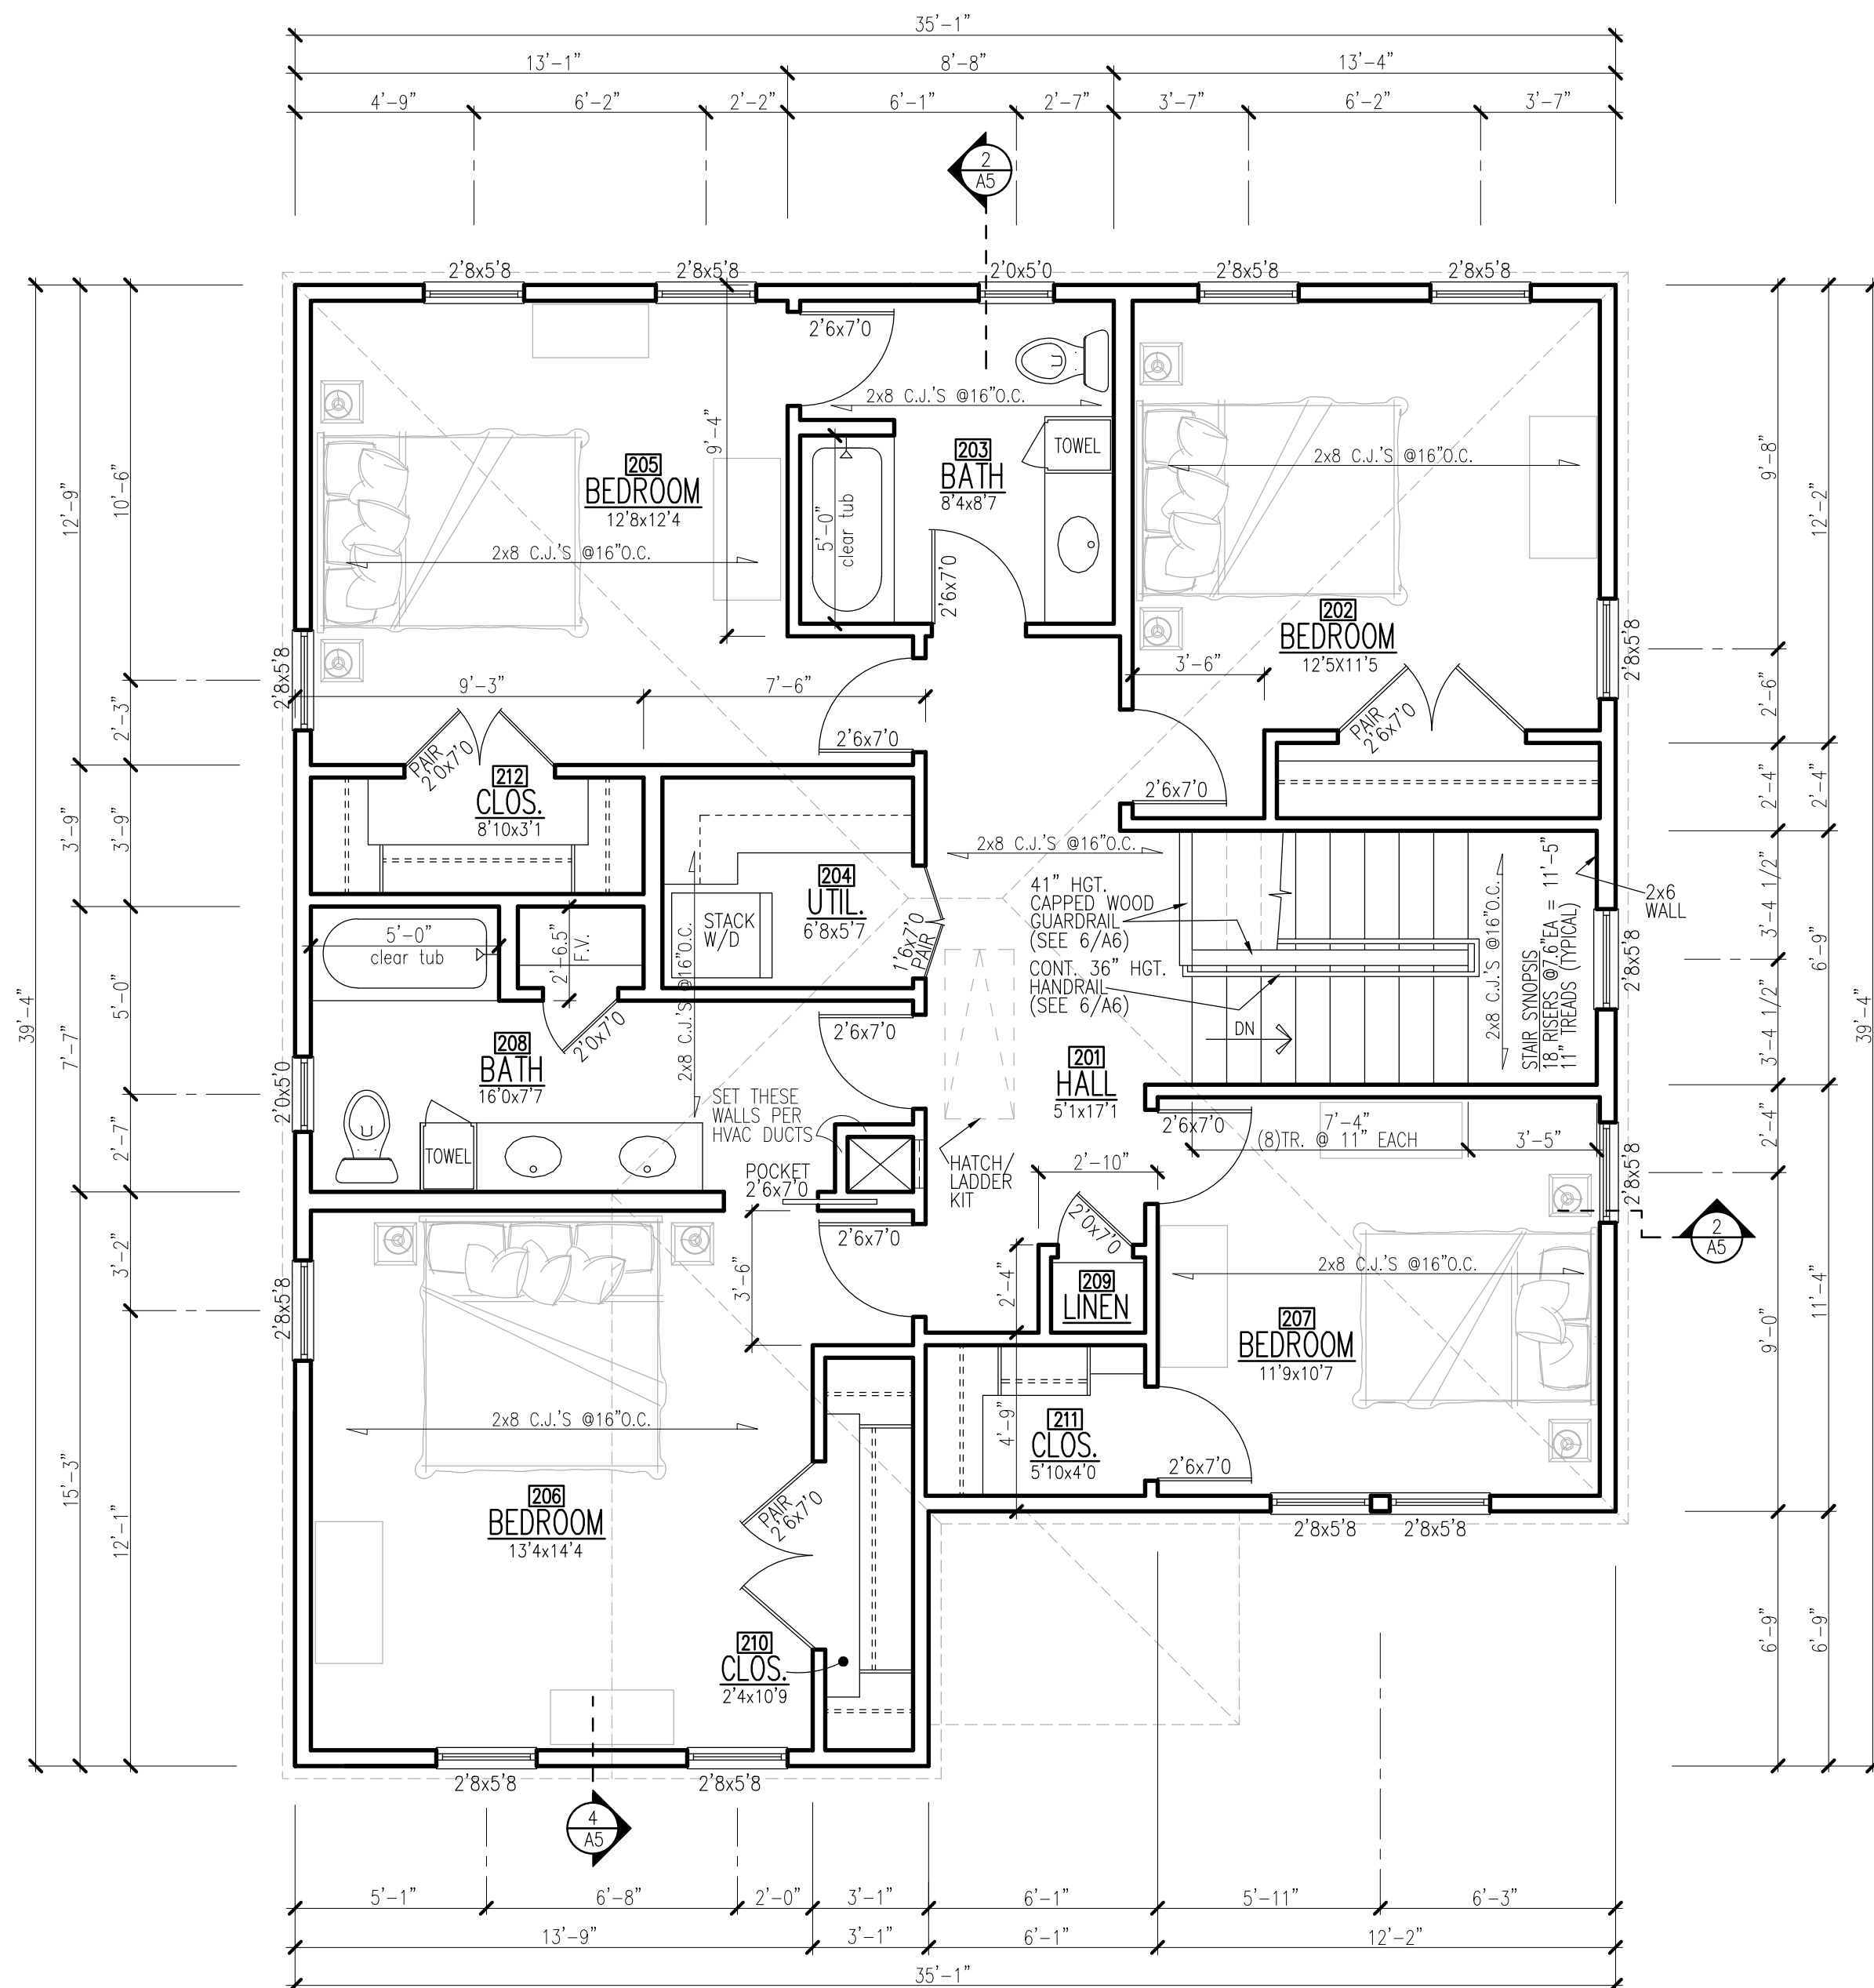 35'-1"
13'-1" 8'-8" 13'-4"
4'-9" 6'-2" 2'-2" 6'-1" 2'-7" 3'-7" 6'-2" 3'-7"
2
A5
2'8x5'8 2'8x5'8 2'0x5'0 2'8x5'8 2'8x5'8
39'-4"
12'-9"
3'-9"
7'-7"
15'-3"
10'-6"
2'-3"
3'-9"
5'-0"
2'-7"
3'-2"
12'-1"
2'8x5'8
2'0x5'0
2'8x5'8
205
BEDROOM
12'8x12'4
2x8 C.J.'S @16"O.C.
9'-4"
9'-3" 7'-6"
2'6x7'0
2x8 C.J.'S @16"O.C.
203
BATH
8'4x8'7
TOWEL
5'-0"
clear tub
2'6x7'0
2x8 C.J.'S @16"O.C.
202
BEDROOM
12'5X11'5
3'-6"
PAIR
2'6x7'0
2'6x7'0
2'6x7'0
PAIR
2'0x7'0
212
CLOS.
8'10x3'1
204
UTIL.
6'8x5'7
STACK
W/D
1'6x7'0
PAIR
2x8 C.J.'S @16"O.C.
2x8 C.J.'S @16"O.C.
41" HGT.
CAPPED WOOD
GUARDRAIL
(SEE 6/A6)
CONT. 36" HGT.
HANDRAIL
(SEE 6/A6)
DN
2x8 C.J.'S @16"O.C.
STAIR SYNOPSIS
18 RISERS @7.6"EA = 11'-5"
11" TREADS (TYPICAL)
2x6
WALL
5'-0"
clear tub
2'-6.5"
F.V.
2'0x7'0
208
BATH
16'0x7'7
2'6x7'0
SET THESE
WALLS PER
HVAC DUCTS
TOWEL
POCKET
2'6x7'0
201
HALL
5'1x17'1
HATCH/
LADDER
KIT
2'6x7'0
7'-4"
(8)TR. @ 11" EACH 3'-5"
2'-10"
2'0x7'0
2'6x7'0
3'-6"
2'-4"
209
LINEN
2x8 C.J.'S @16"O.C.
207
BEDROOM
11'9x10'7
2x8 C.J.'S @16"O.C.
4'-9"
211
CLOS.
5'10x4'0
2'6x7'0
206
BEDROOM
13'4x14'4
PAIR
2'6x7'0
210
CLOS.
2'4x10'9
2'8x5'8 2'8x5'8
2'8x5'8 2'8x5'8
2'8x5'8
2'8x5'8
2'8x5'8
2
A5
9'-8"
2'-6"
2'-4"
3'-4 1/2"
3'-4 1/2"
2'-4"
9'-0"
6'-9"
12'-2"
2'-4"
6'-9"
11'-4"
6'-9"
39'-4"
4
A5
5'-1" 6'-8" 2'-0" 3'-1" 6'-1" 5'-11" 6'-3"
13'-9" 3'-1" 6'-1" 12'-2"
35'-1"